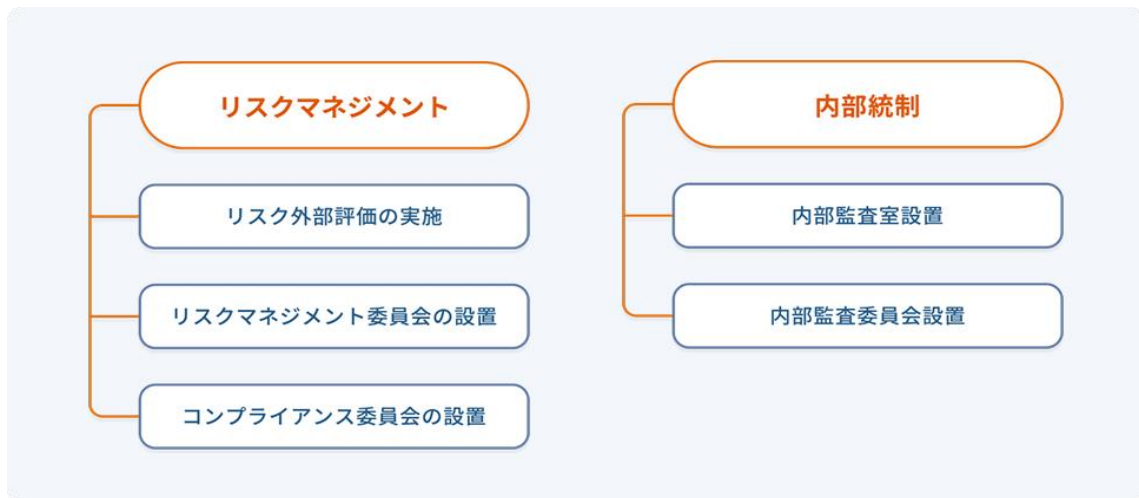 リスクマネジメント
リスク外部評価の実施
リスクマネジメント委員会の設置
コンプライアンス委員会の設置
内部統制
内部監査室設置
内部監査委員会設置